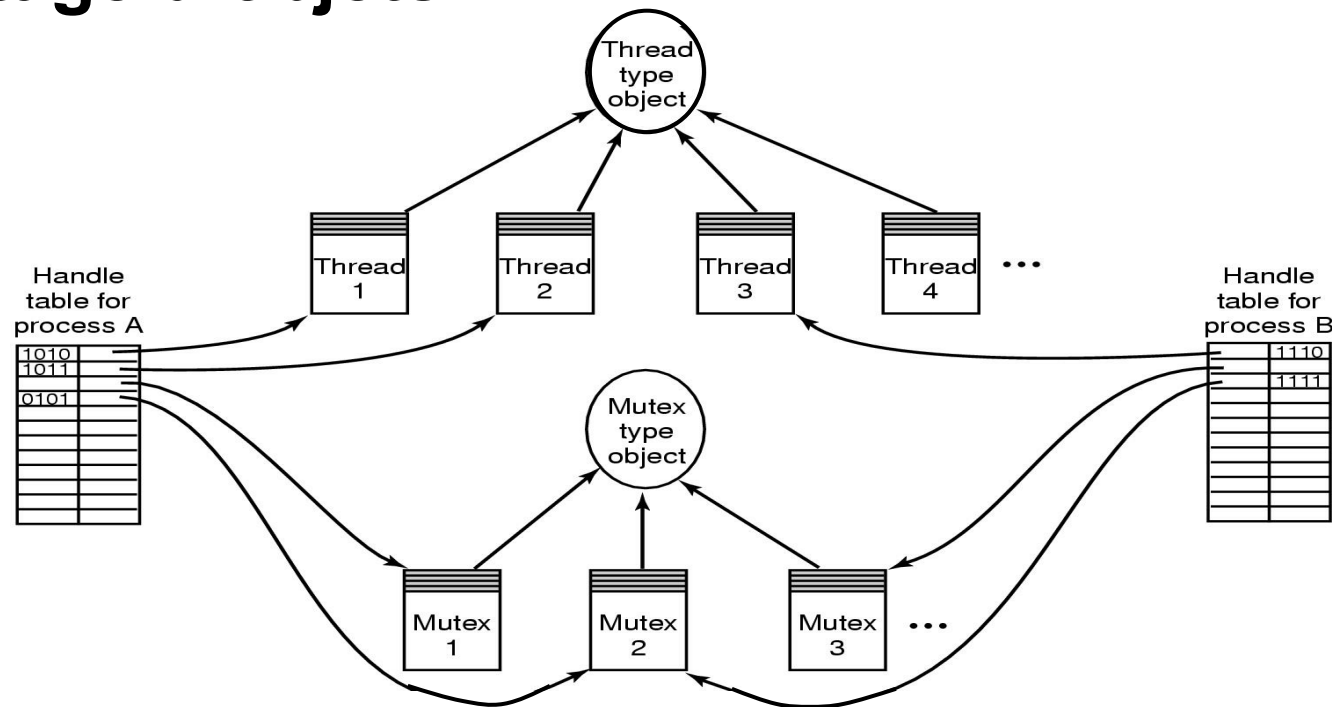 Thread
type
object
Thread
1
Thread
2
Thread
3
Thread
4
...
Handle
table for
process A
1010
1011
0101
Handle
table for
process B
1110
1111
Mutex
type
object
Mutex
1
Mutex
2
Mutex
3
...